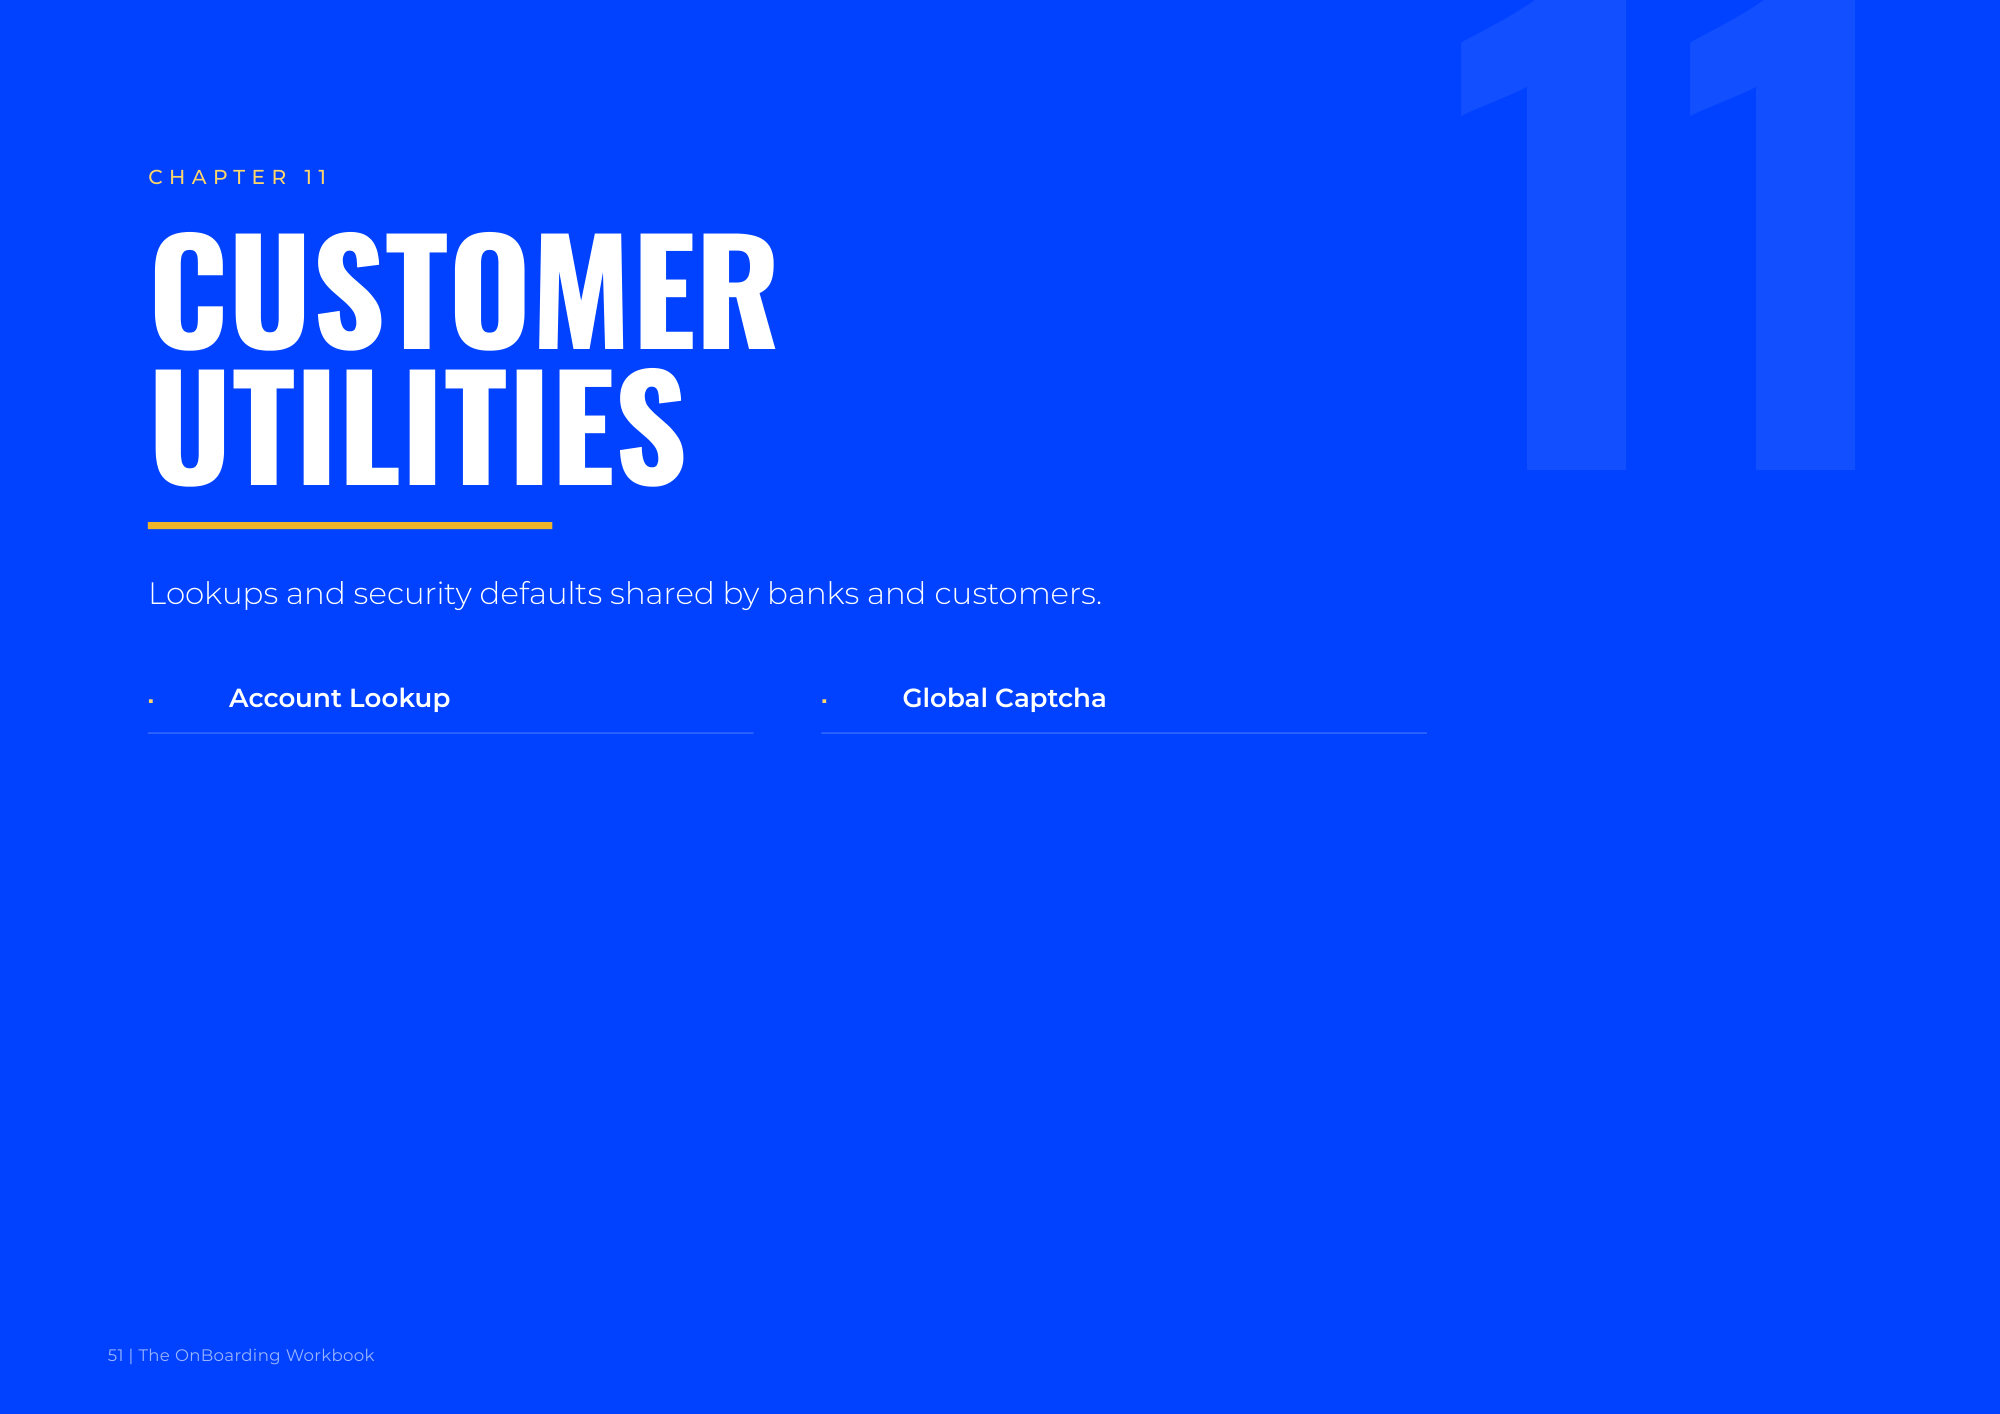 11
CHAPTER 11
CUSTOMER
UTILITIES
Lookups and security defaults shared by banks and customers.
· Account Lookup
· Global Captcha
51 | The OnBoarding Workbook